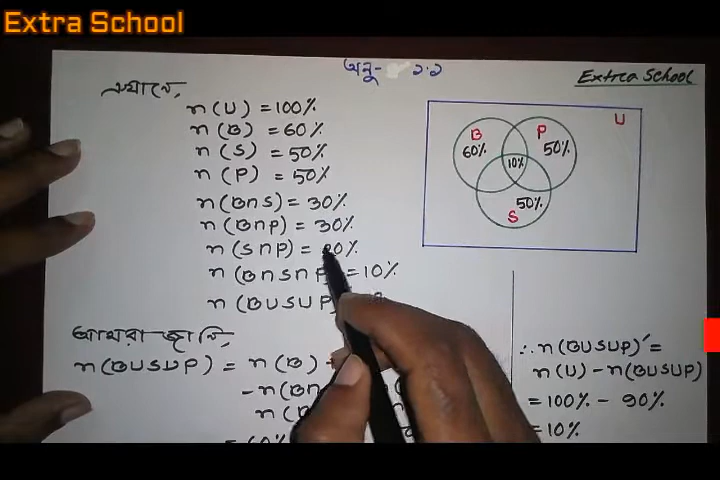 Extra School
অনু- ২.২
Extra School
এখানে,
n(U) = 100%
n(B) = 60%
n(S) = 50%
n(P) = 50%
n(B∩S) = 30%
n(B∩P) = 30%
n(S∩P) = 
n(B∩S∩P) = 10%
n(B∪S∪P)
U
B
P
60%
50%
10%
50%
S
আমরা জানি,
n(B∪S∪P) = n(B)
- n(B∩
n(B
∴ n(B∪S∪P)′ =
n(U) - n(B∪S∪P)
= 100% - 90%
= 10%